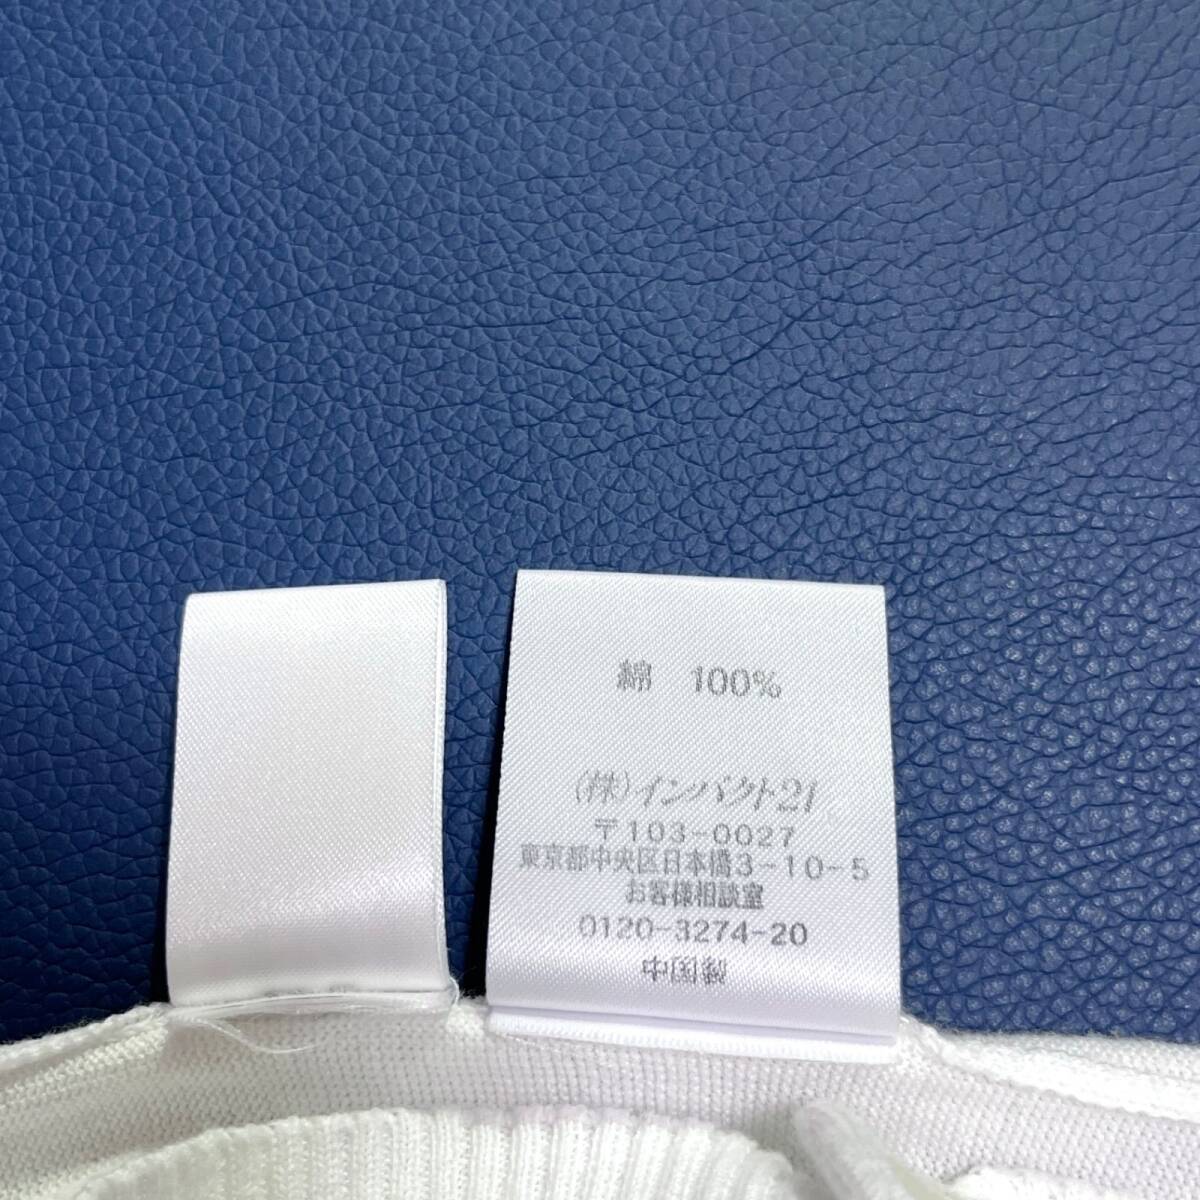 綿 100%
(株)インパクト21
〒103-0027
東京都中央区日本橋3-10-5
お客様相談室
0120-3274-20
中国製